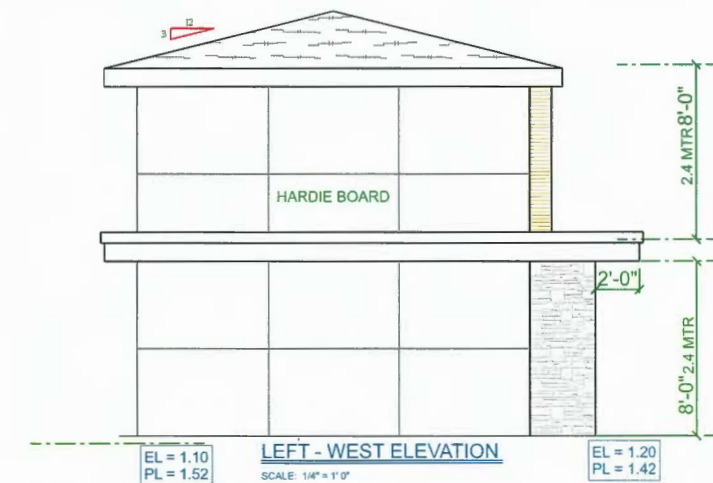 12
3
2.4 MTR 8'-0"
HARDIE BOARD
2'-0"
8'-0" 2.4 MTR
EL = 1.10
PL = 1.52
LEFT - WEST ELEVATION
SCALE: 1/4" = 1' 0"
EL = 1.20
PL = 1.42